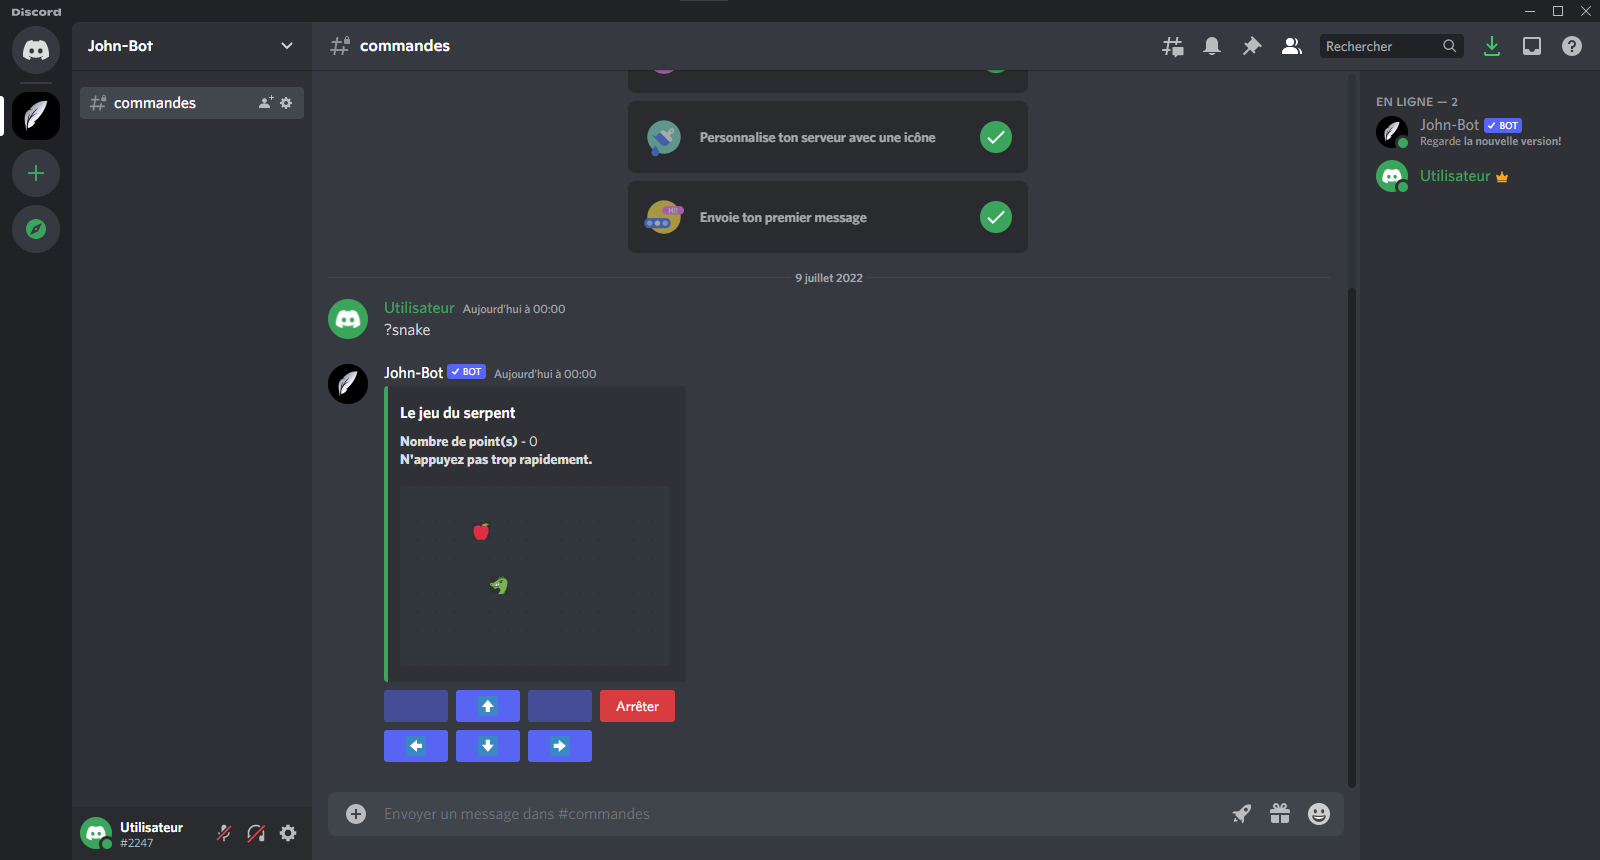 Discord
John-Bot
commandes
Rechercher
commandes
Personnalise ton serveur avec une icône
Envoie ton premier message
9 juillet 2022
Utilisateur Aujourd'hui à 00:00
?snake
John-Bot BOT Aujourd'hui à 00:00
Le jeu du serpent
Nombre de point(s) - 0
N'appuyez pas trop rapidement.
Arrêter
Envoyer un message dans #commandes
EN LIGNE — 2
John-Bot BOT
Regarde la nouvelle version!
Utilisateur
Utilisateur
#2247